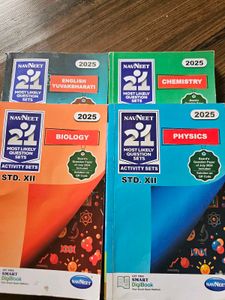 2025
NAVNEET
21
MOST LIKELY
QUESTION
SETS
ENGLISH
YUVAKBHARATI
2025
NAVNEET
21
MOST LIKELY
QUESTION
SETS
CHEMISTRY
NAVNEET
2025
21
MOST LIKELY
QUESTION SETS
ACTIVITY SETS
BIOLOGY
STD. XII
SMART
DigiBook
NAVNEET
2025
21
MOST LIKELY
QUESTION SETS
ACTIVITY SETS
PHYSICS
STD. XII
SMART
DigiBook